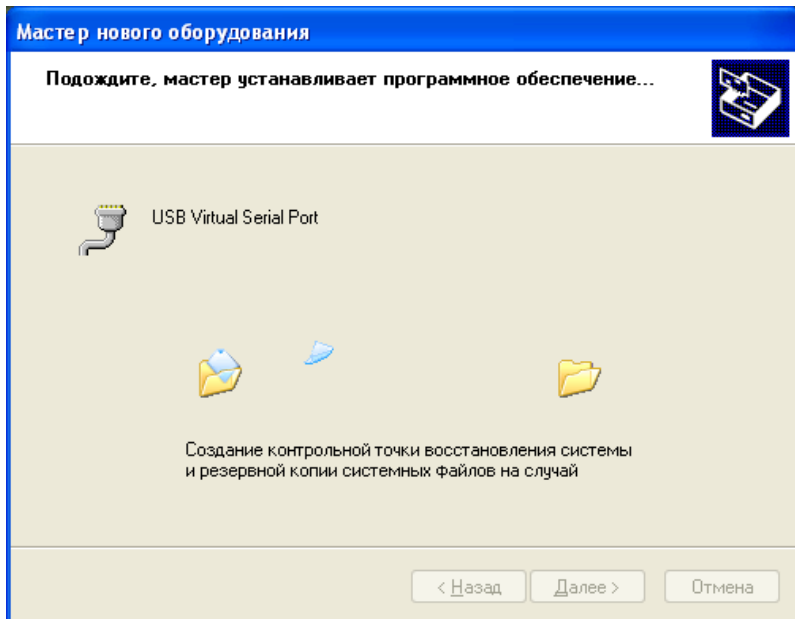 Мастер нового оборудования
Подождите, мастер устанавливает программное обеспечение...
USB Virtual Serial Port
Создание контрольной точки восстановления системы
и резервной копии системных файлов на случай
< Назад
Далее >
Отмена